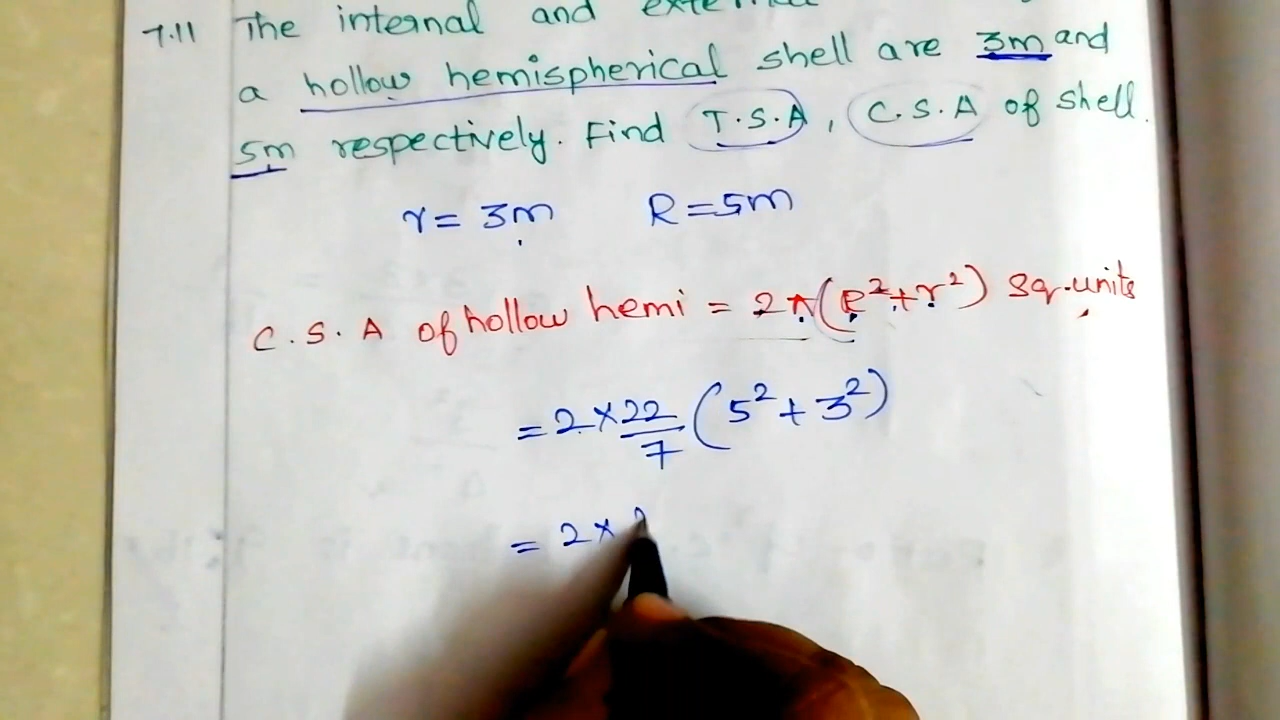 7.11 The internal and
a hollow hemispherical shell are 3m and
5m respectively. Find T.S.A, C.S.A of shell.
r = 3m R = 5m
C.S.A of hollow hemi = 2π(R²+r²) sq.units
= 2×22/7 (5²+3²)
= 2×